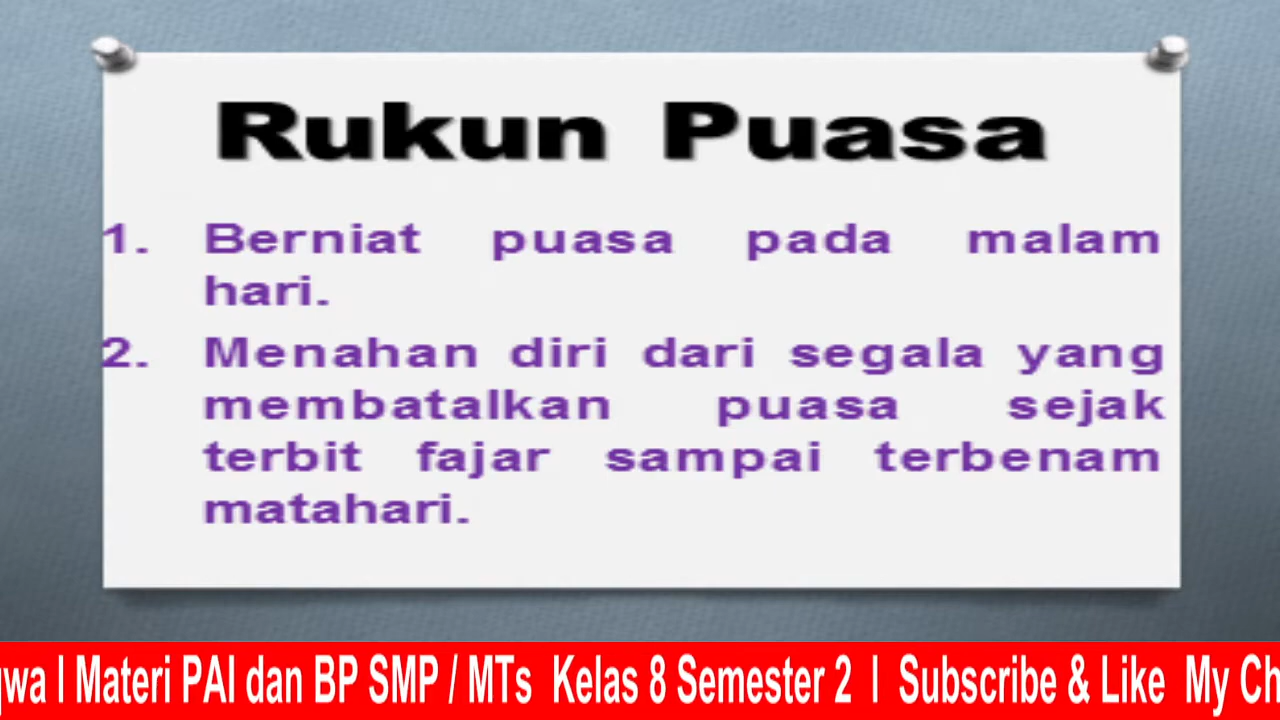 Rukun Puasa
1. Berniat puasa pada malam
hari.
2. Menahan diri dari segala yang
membatalkan puasa sejak
terbit fajar sampai terbenam
matahari.
l Materi PAI dan BP SMP / MTs Kelas 8 Semester 2 l Subscribe & Like My